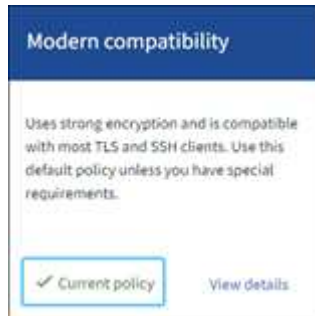 Modern compatibility
Uses strong encryption and is compatible
with most TLS and SSH clients. Use this
default policy unless you have special
requirements.
✓ Current policy
View details